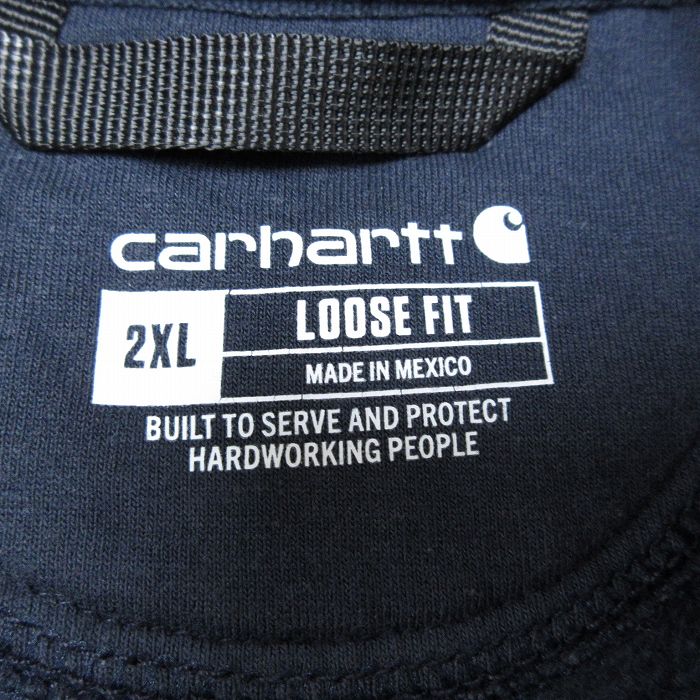 carhartt
2XL
LOOSE FIT
MADE IN MEXICO
BUILT TO SERVE AND PROTECT
HARDWORKING PEOPLE